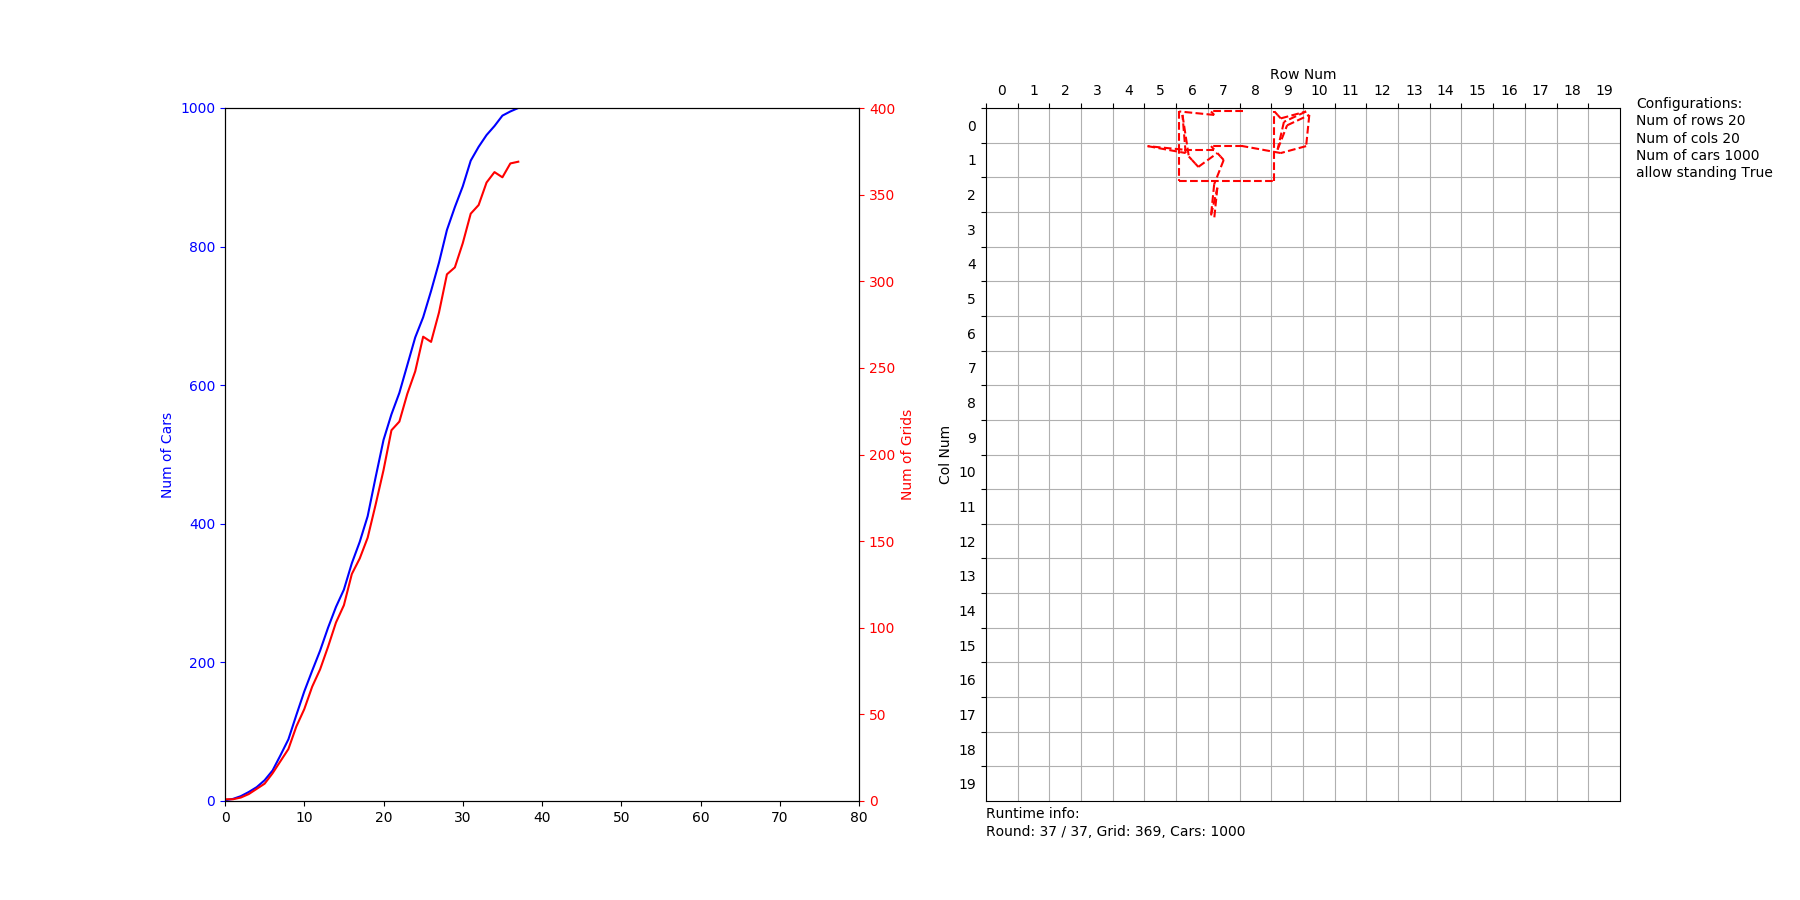 Num of Cars
1000
800
600
400
200
0
0 10 20 30 40 50 60 70 80
400
350
300
250
200
150
100
50
0
Num of Grids
Row Num
0 1 2 3 4 5 6 7 8 9 10 11 12 13 14 15 16 17 18 19
Col Num
0
1
2
3
4
5
6
7
8
9
10
11
12
13
14
15
16
17
18
19
Configurations:
Num of rows 20
Num of cols 20
Num of cars 1000
allow standing True
Runtime info:
Round: 37 / 37, Grid: 369, Cars: 1000